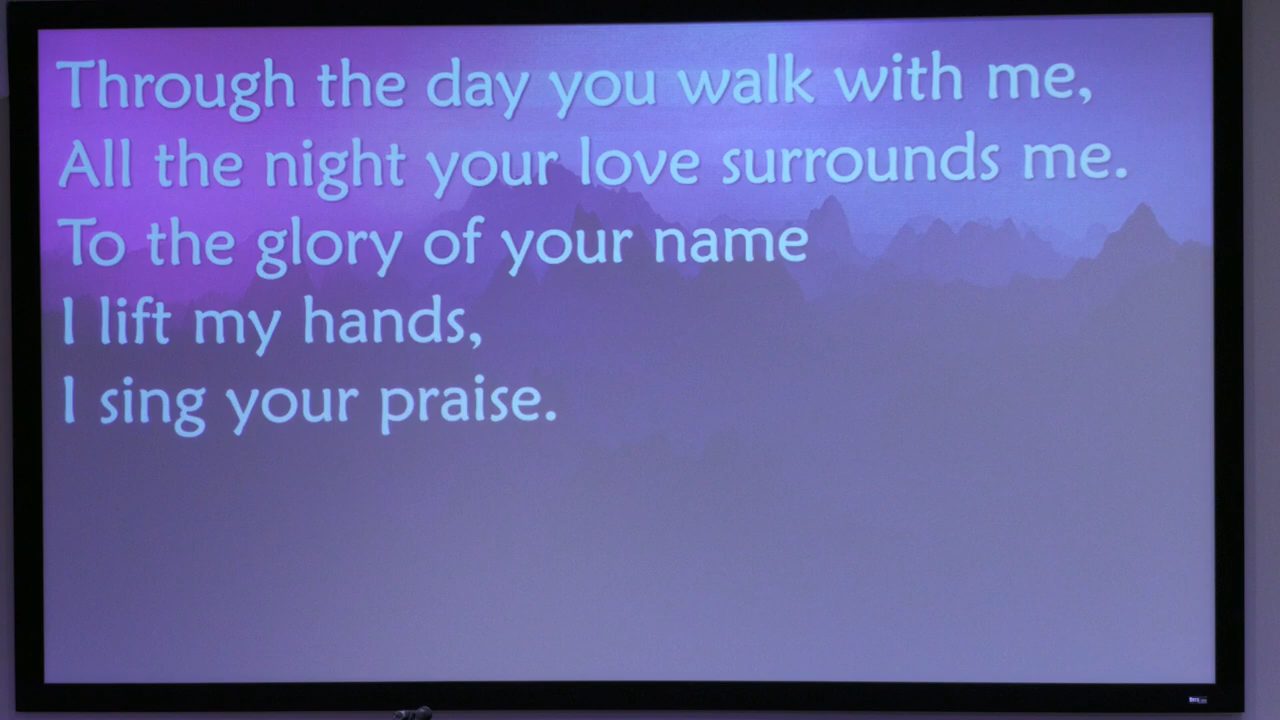 Through the day you walk with me,
All the night your love surrounds me.
To the glory of your name
I lift my hands,
I sing your praise.